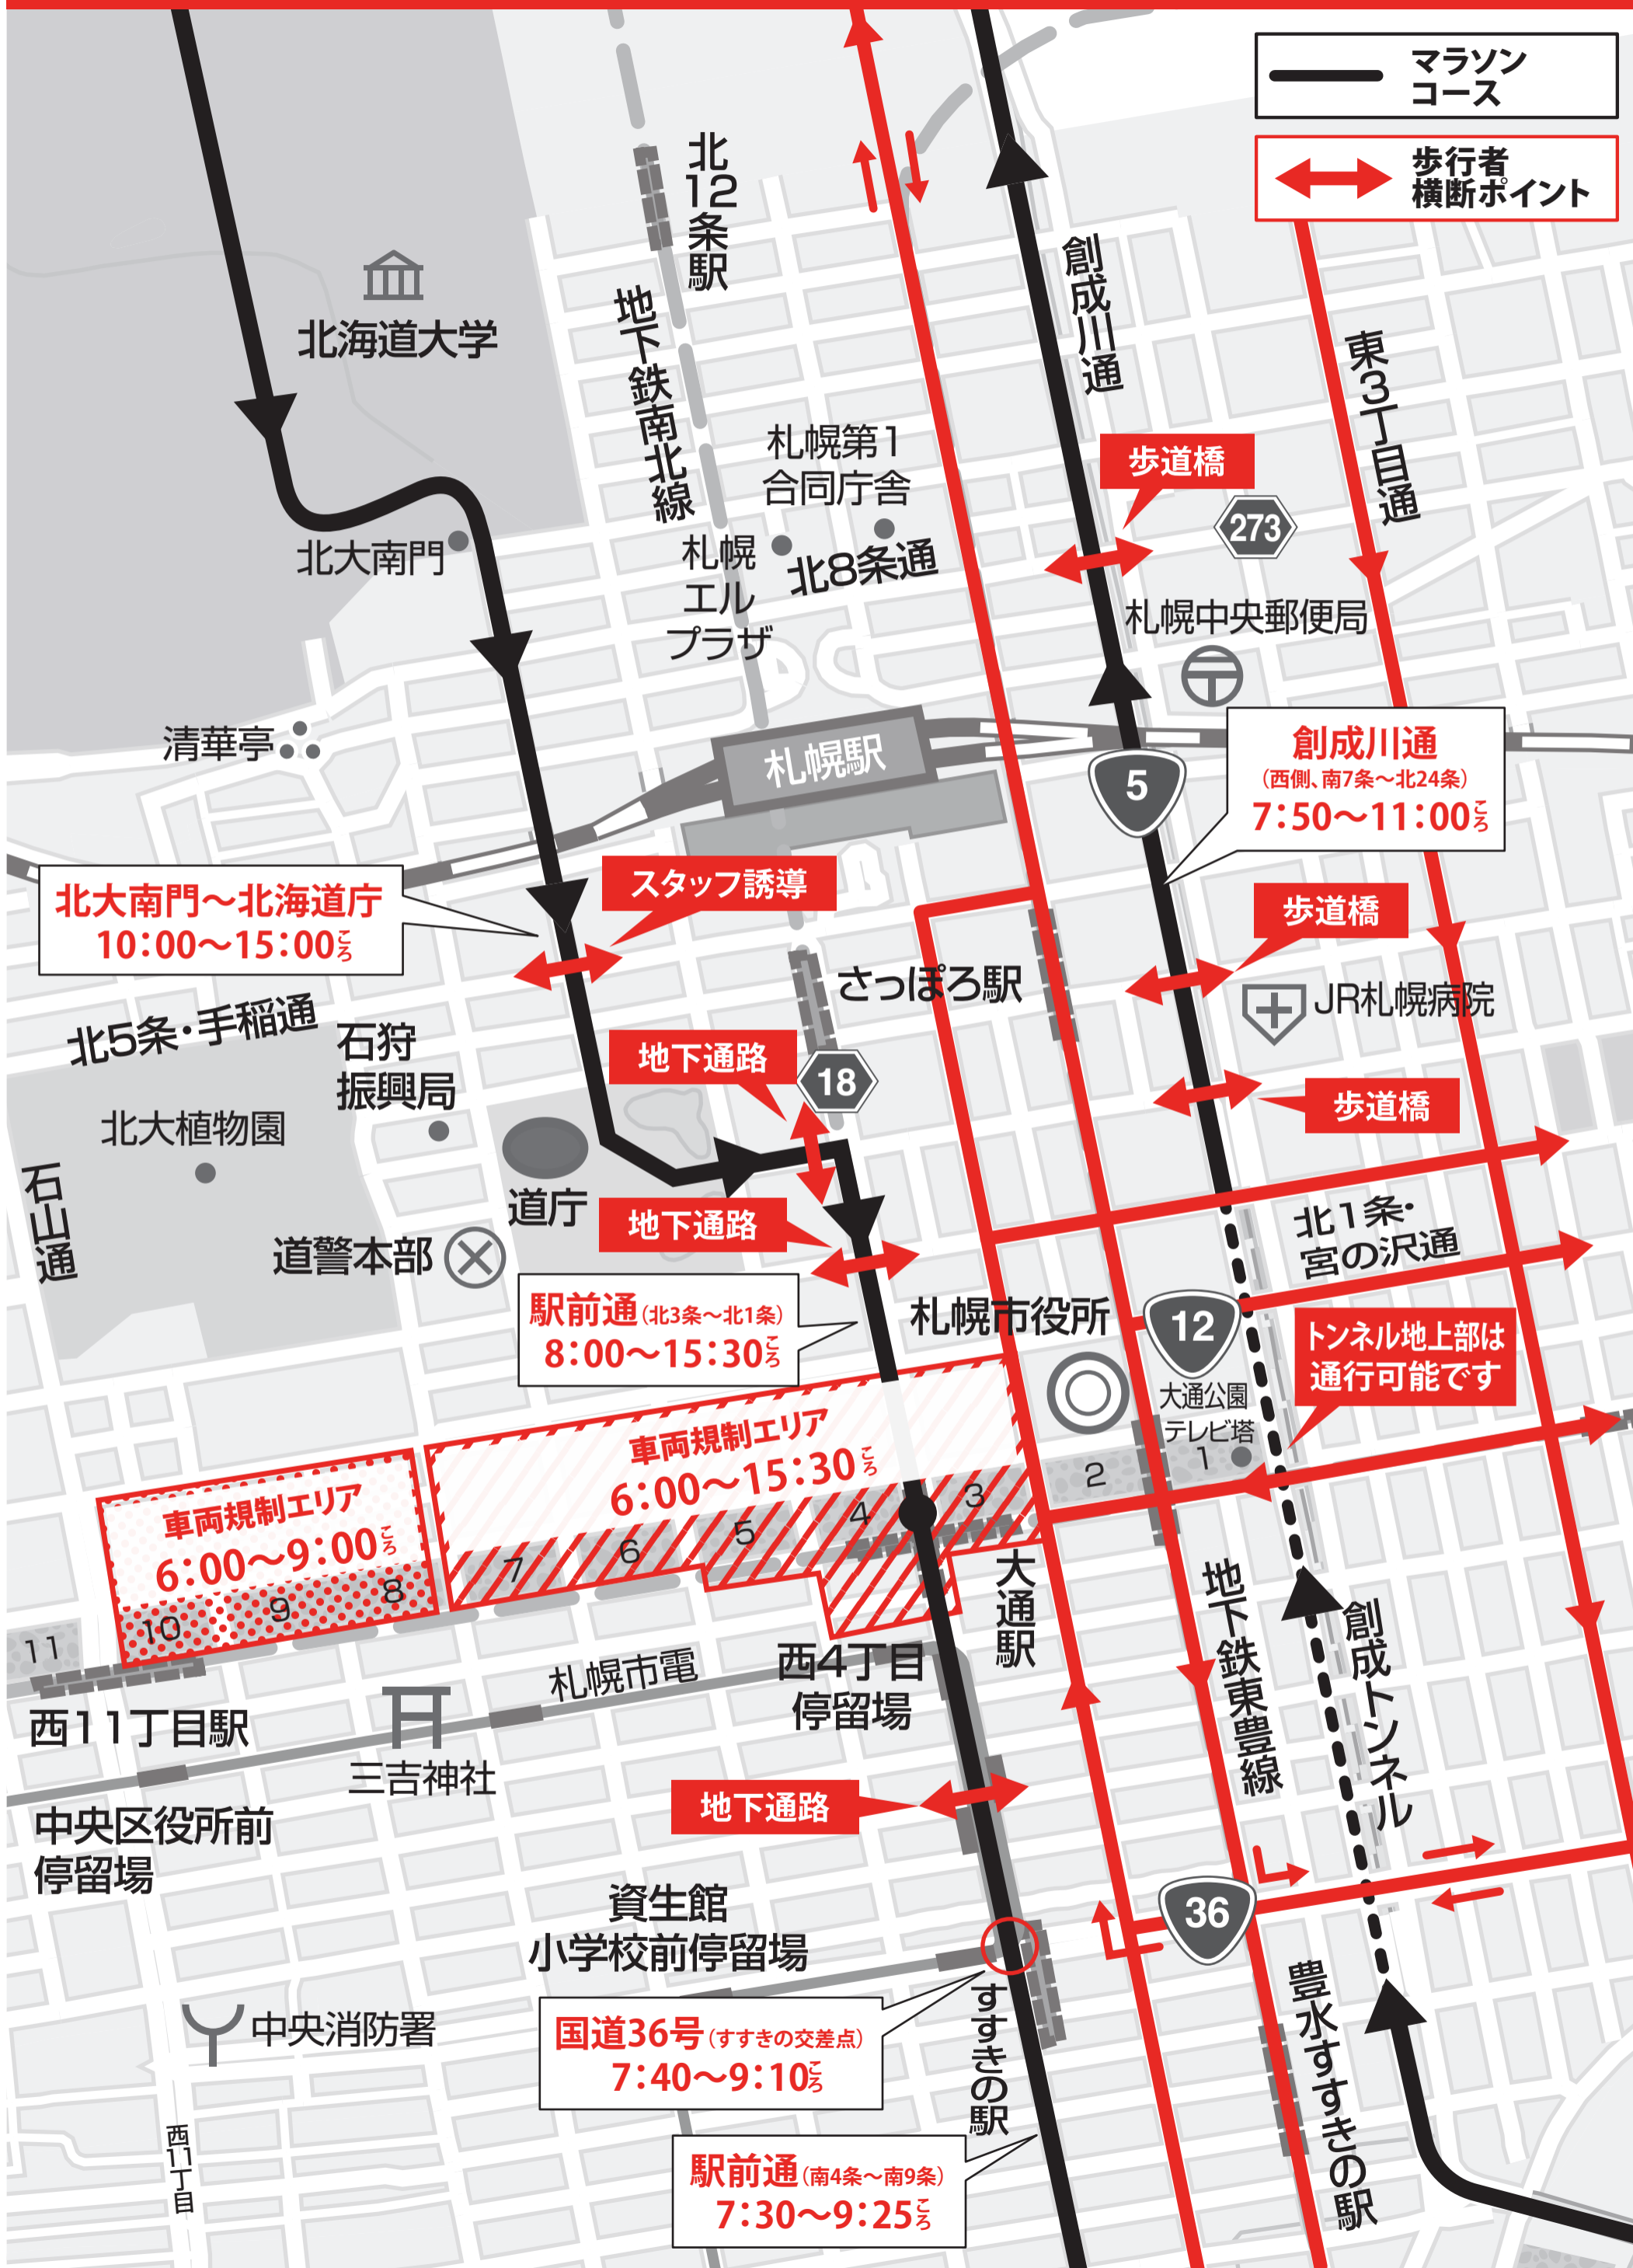 マラソン
コース
歩行者
横断ポイント
北12条駅
地下鉄南北線
創成川通
東3丁目通
北海道大学
札幌第1
合同庁舎
歩道橋
273
北大南門
札幌
エル
プラザ
北8条通
札幌中央郵便局
清華亭
札幌駅
5
創成川通
(西側、南7条〜北24条)
7:50〜11:00ころ
北大南門〜北海道庁
10:00〜15:00ころ
スタッフ誘導
歩道橋
さっぽろ駅
JR札幌病院
北5条・手稲通
石狩
振興局
地下通路
18
歩道橋
北大植物園
石山通
道庁
地下通路
道警本部
北1条・
宮の沢通
駅前通(北3条〜北1条)
8:00〜15:30ころ
札幌市役所
12
トンネル地上部は
通行可能です
大通公園
テレビ塔
車両規制エリア
6:00〜15:30ころ
車両規制エリア
6:00〜9:00ころ
1
2
3
4
5
6
7
8
9
10
11
大通駅
地下鉄東豊線
創成トンネル
札幌市電
西4丁目
停留場
西11丁目駅
三吉神社
地下通路
中央区役所前
停留場
資生館
小学校前停留場
36
すすきの駅
豊水すすきの駅
中央消防署
国道36号(すすきの交差点)
7:40〜9:10ころ
西11丁目
駅前通(南4条〜南9条)
7:30〜9:25ころ